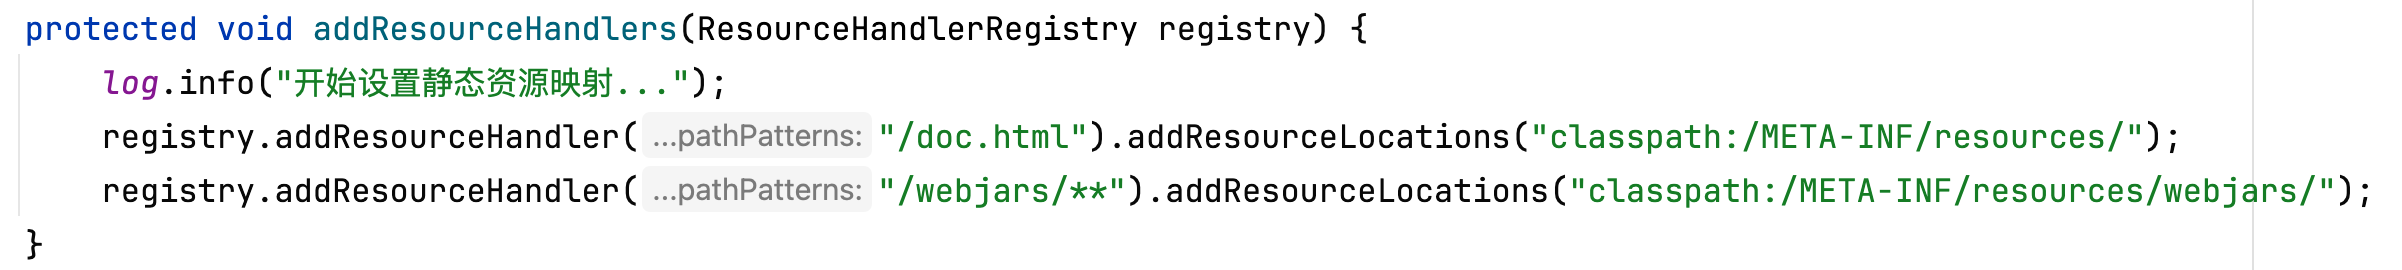 protected void addResourceHandlers(ResourceHandlerRegistry registry) {
    log.info("开始设置静态资源映射...");
    registry.addResourceHandler( ...pathPatterns: "/doc.html").addResourceLocations("classpath:/META-INF/resources/");
    registry.addResourceHandler( ...pathPatterns: "/webjars/**").addResourceLocations("classpath:/META-INF/resources/webjars/");
}